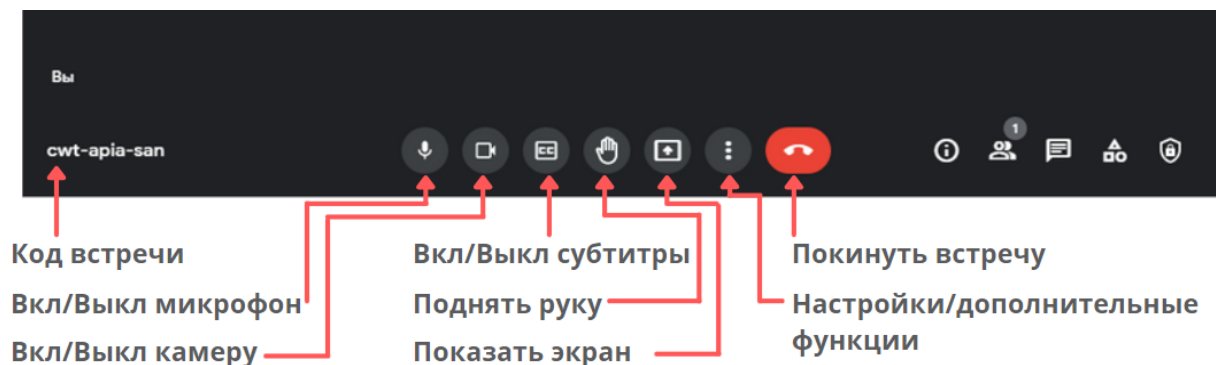 Вы
1
cwt-apia-san
Код встречи
Вкл/Выкл субтитры
Покинуть встречу
Вкл/Выкл микрофон
Поднять руку
Настройки/дополнительные
функции
Вкл/Выкл камеру
Показать экран